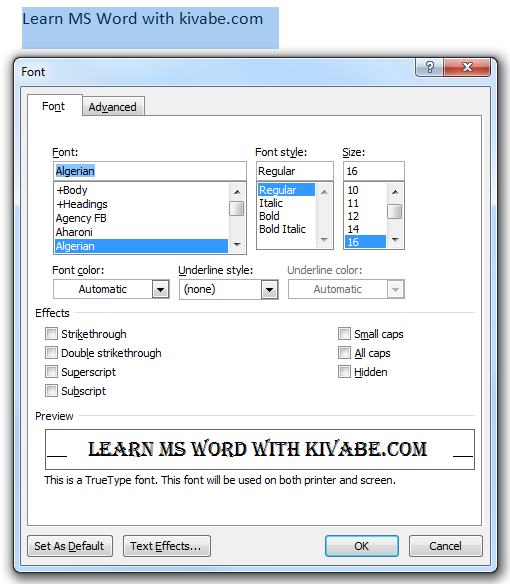 Learn MS Word with kivabe.com
Font
?
Font Advanced
Font: Font style: Size:
Algerian Regular 16
+Body Regular 10
+Headings Italic 11
Agency FB Bold 12
Aharoni Bold Italic 14
Algerian 16
Font color: Underline style: Underline color:
Automatic (none) Automatic
Effects
Strikethrough Small caps
Double strikethrough All caps
Superscript Hidden
Subscript
Preview
LEARN MS WORD WITH KIVABE.COM
This is a TrueType font. This font will be used on both printer and screen.
Set As Default Text Effects... OK Cancel